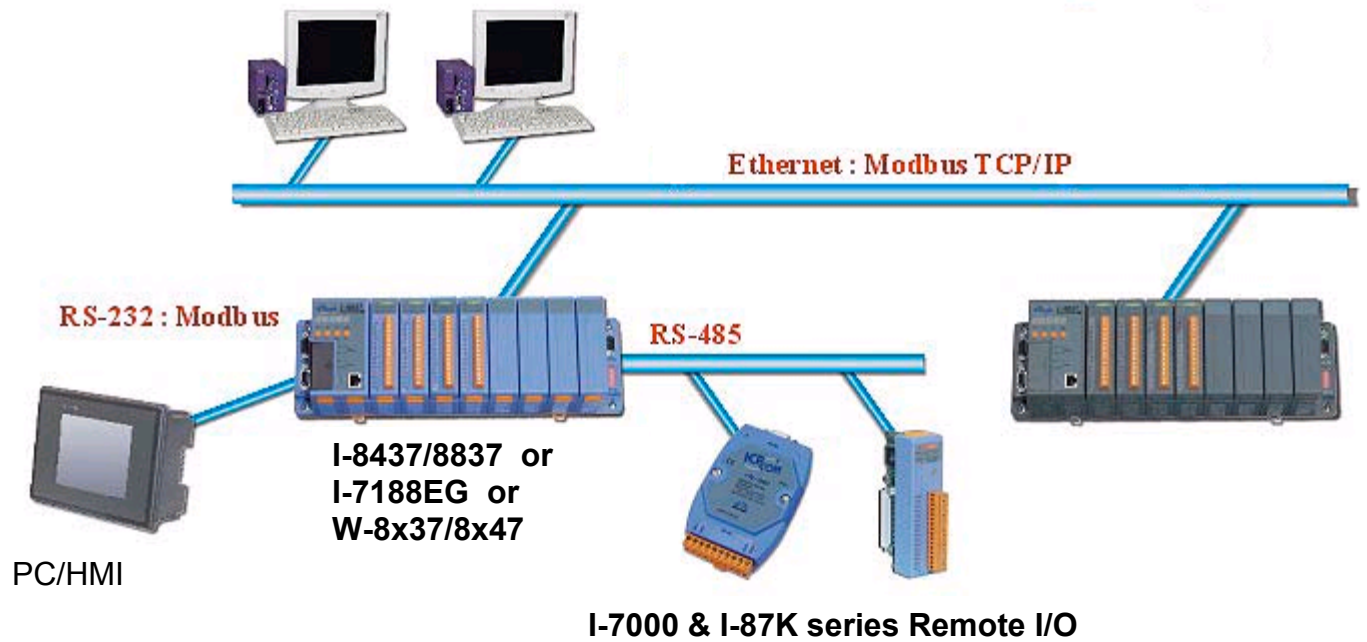 Ethernet : Modbus TCP/IP
RS-232 : Modbus
RS-485
I-8437/8837 or
I-7188EG or
W-8x37/8x47
PC/HMI
I-7000 & I-87K series Remote I/O